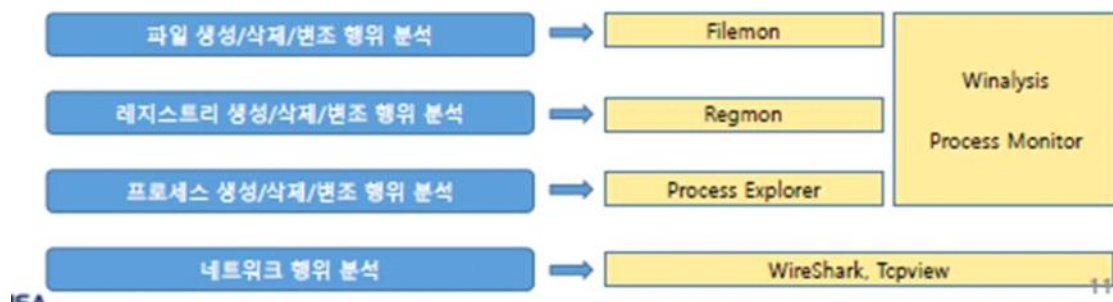 파일 생성/삭제/변조 행위 분석
Filemon
레지스트리 생성/삭제/변조 행위 분석
Regmon
프로세스 생성/삭제/변조 행위 분석
Process Explorer
Winalysis
Process Monitor
네트워크 행위 분석
WireShark, Tcpview
11